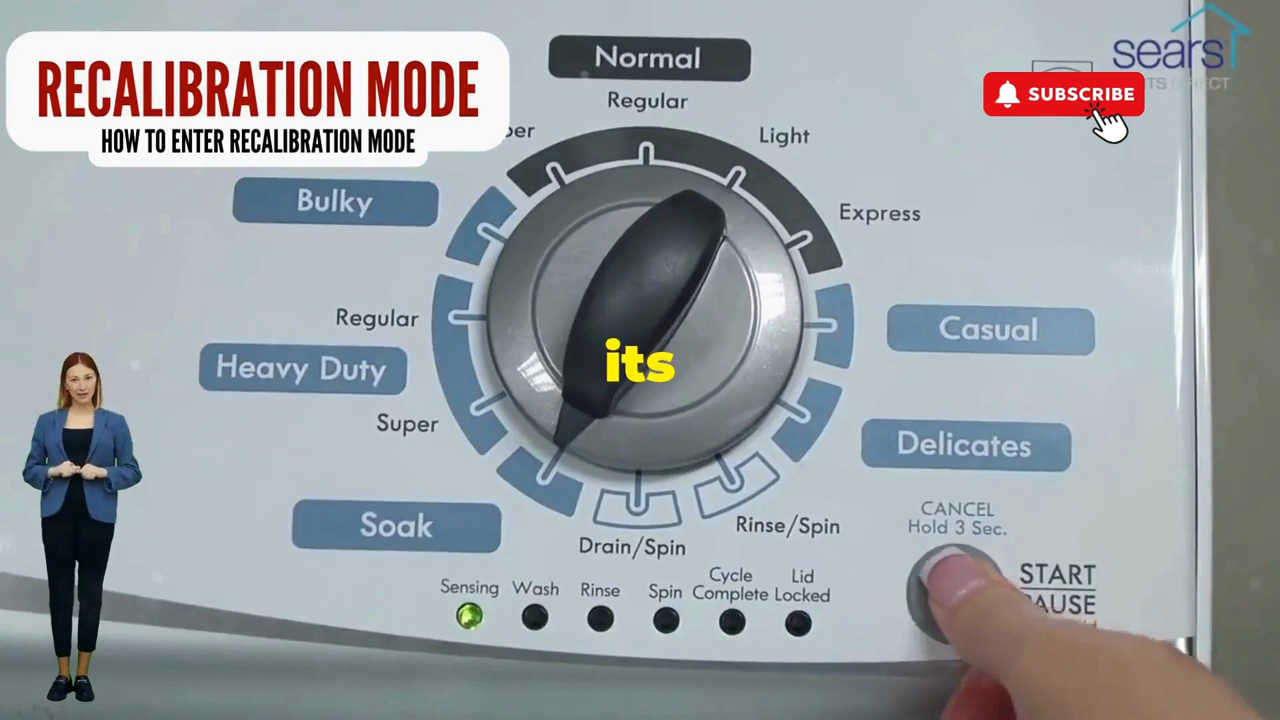 RECALIBRATION MODE
HOW TO ENTER RECALIBRATION MODE
Normal
sears
DIRECT
SUBSCRIBE
Regular
Light
Bulky
Express
Regular
Casual
Heavy Duty
its
Super
Delicates
Soak
CANCEL
Hold 3 Sec.
Rinse/Spin
Drain/Spin
Sensing
Wash
Rinse
Spin
Cycle
Complete
Lid
Locked
START